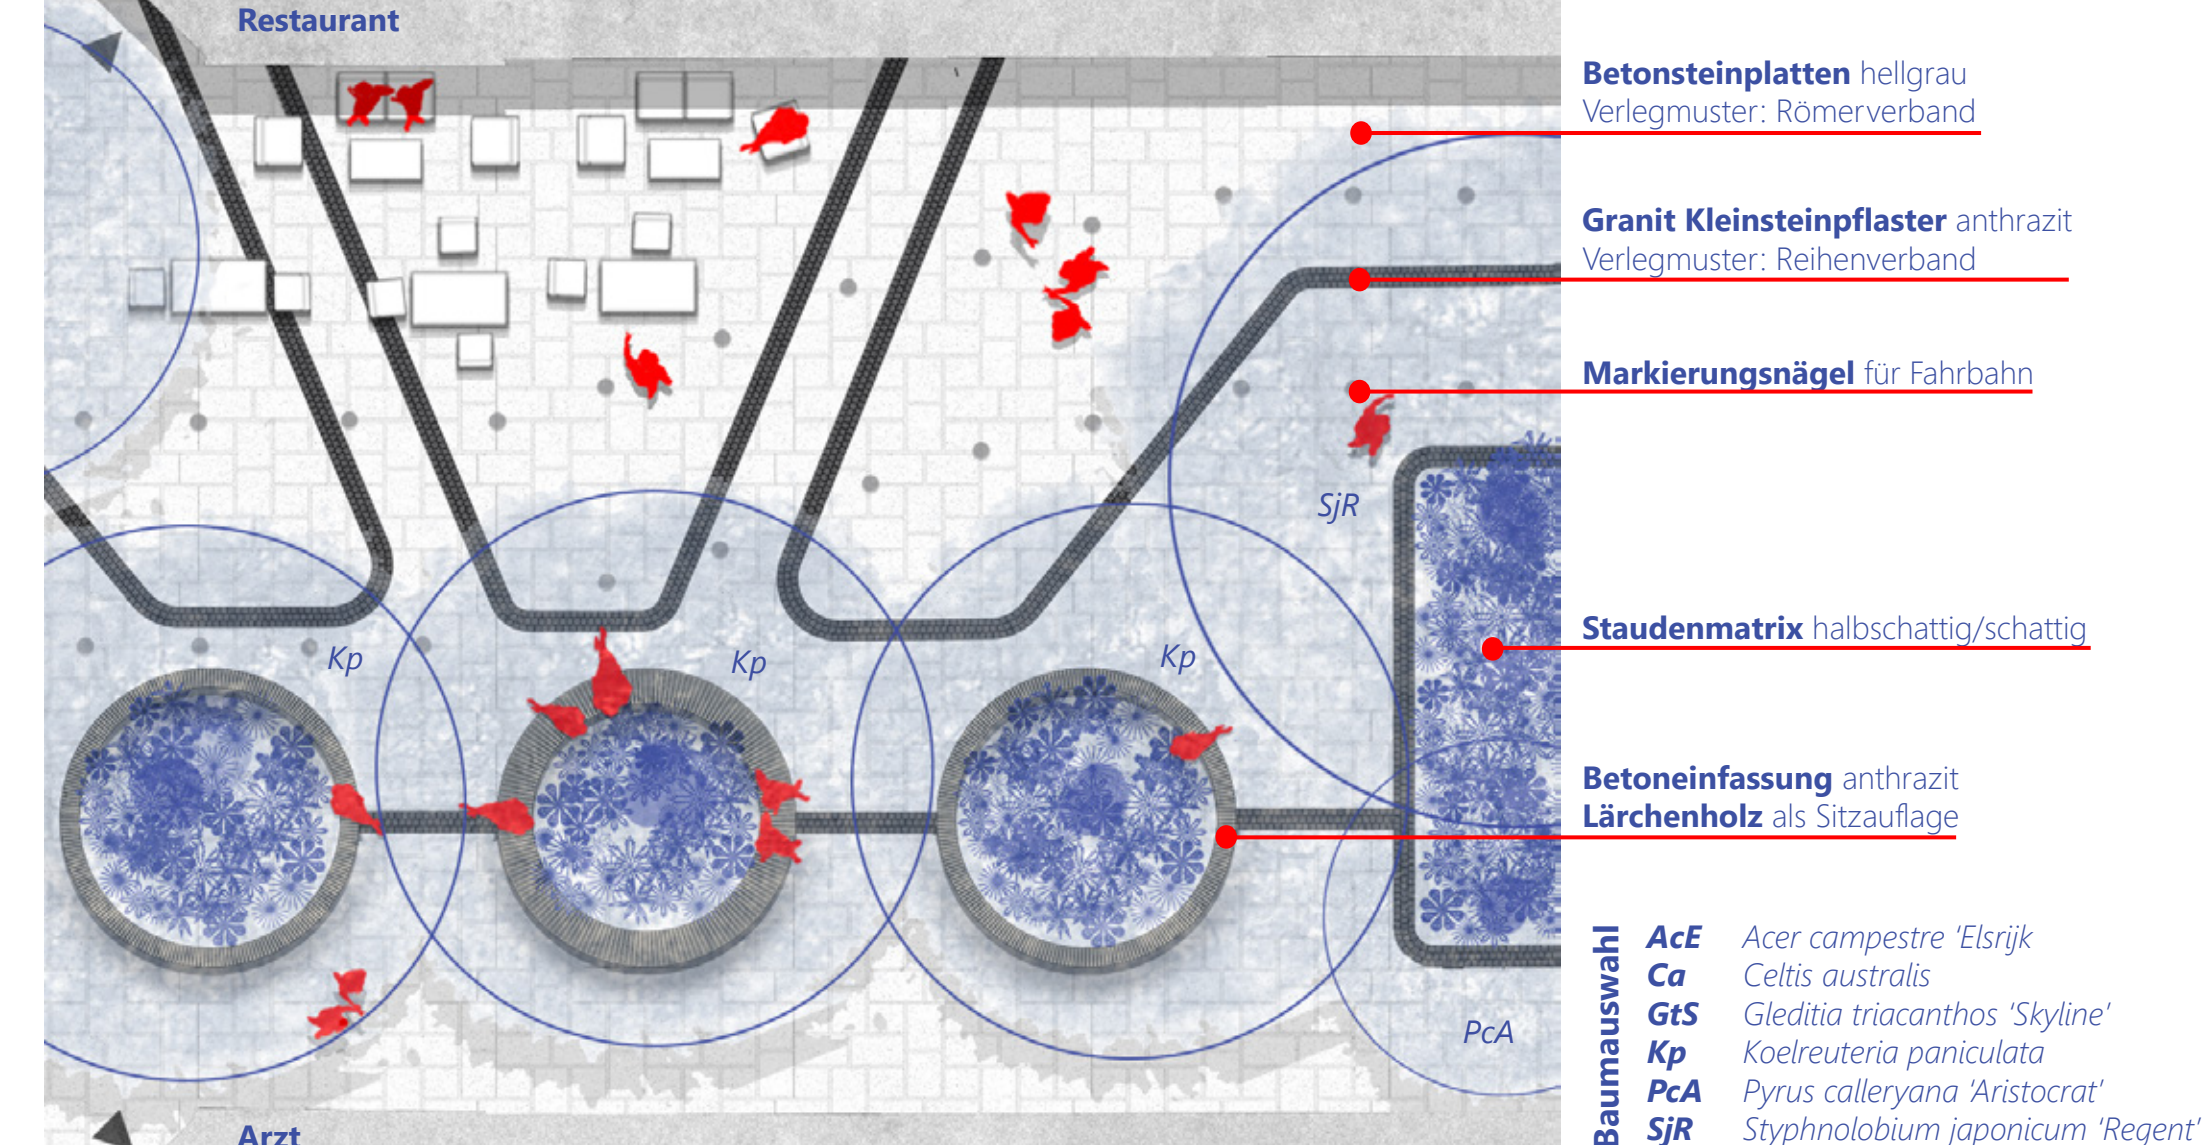 Restaurant
Betonsteinplatten hellgrau
Verlegmuster: Römerverband
Granit Kleinsteinpflaster anthrazit
Verlegmuster: Reihenverband
Markierungsnägel für Fahrbahn
SjR
Staudenmatrix halbschattig/schattig
Kp
Kp
Kp
Betoneinfassung anthrazit
Lärchenholz als Sitzauflage
PcA
Baumauswahl
AcE Acer campestre 'Elsrijk
Ca Celtis australis
GtS Gleditia triacanthos 'Skyline'
Kp Koelreuteria paniculata
PcA Pyrus calleryana 'Aristocrat'
SjR Styphnolobium japonicum 'Regent'
Arzt